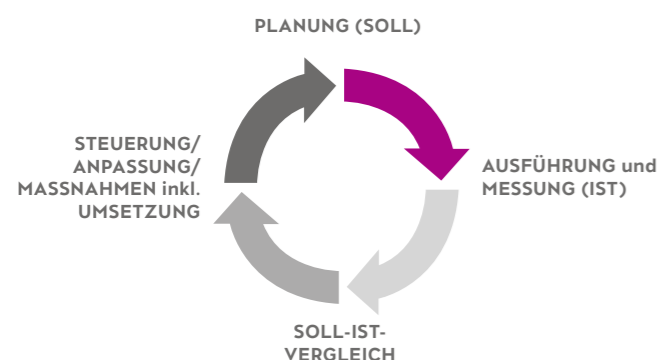 PLANUNG (SOLL)
AUSFÜHRUNG und
MESSUNG (IST)
SOLL-IST-
VERGLEICH
STEUERUNG/
ANPASSUNG/
MASSNAHMEN inkl.
UMSETZUNG